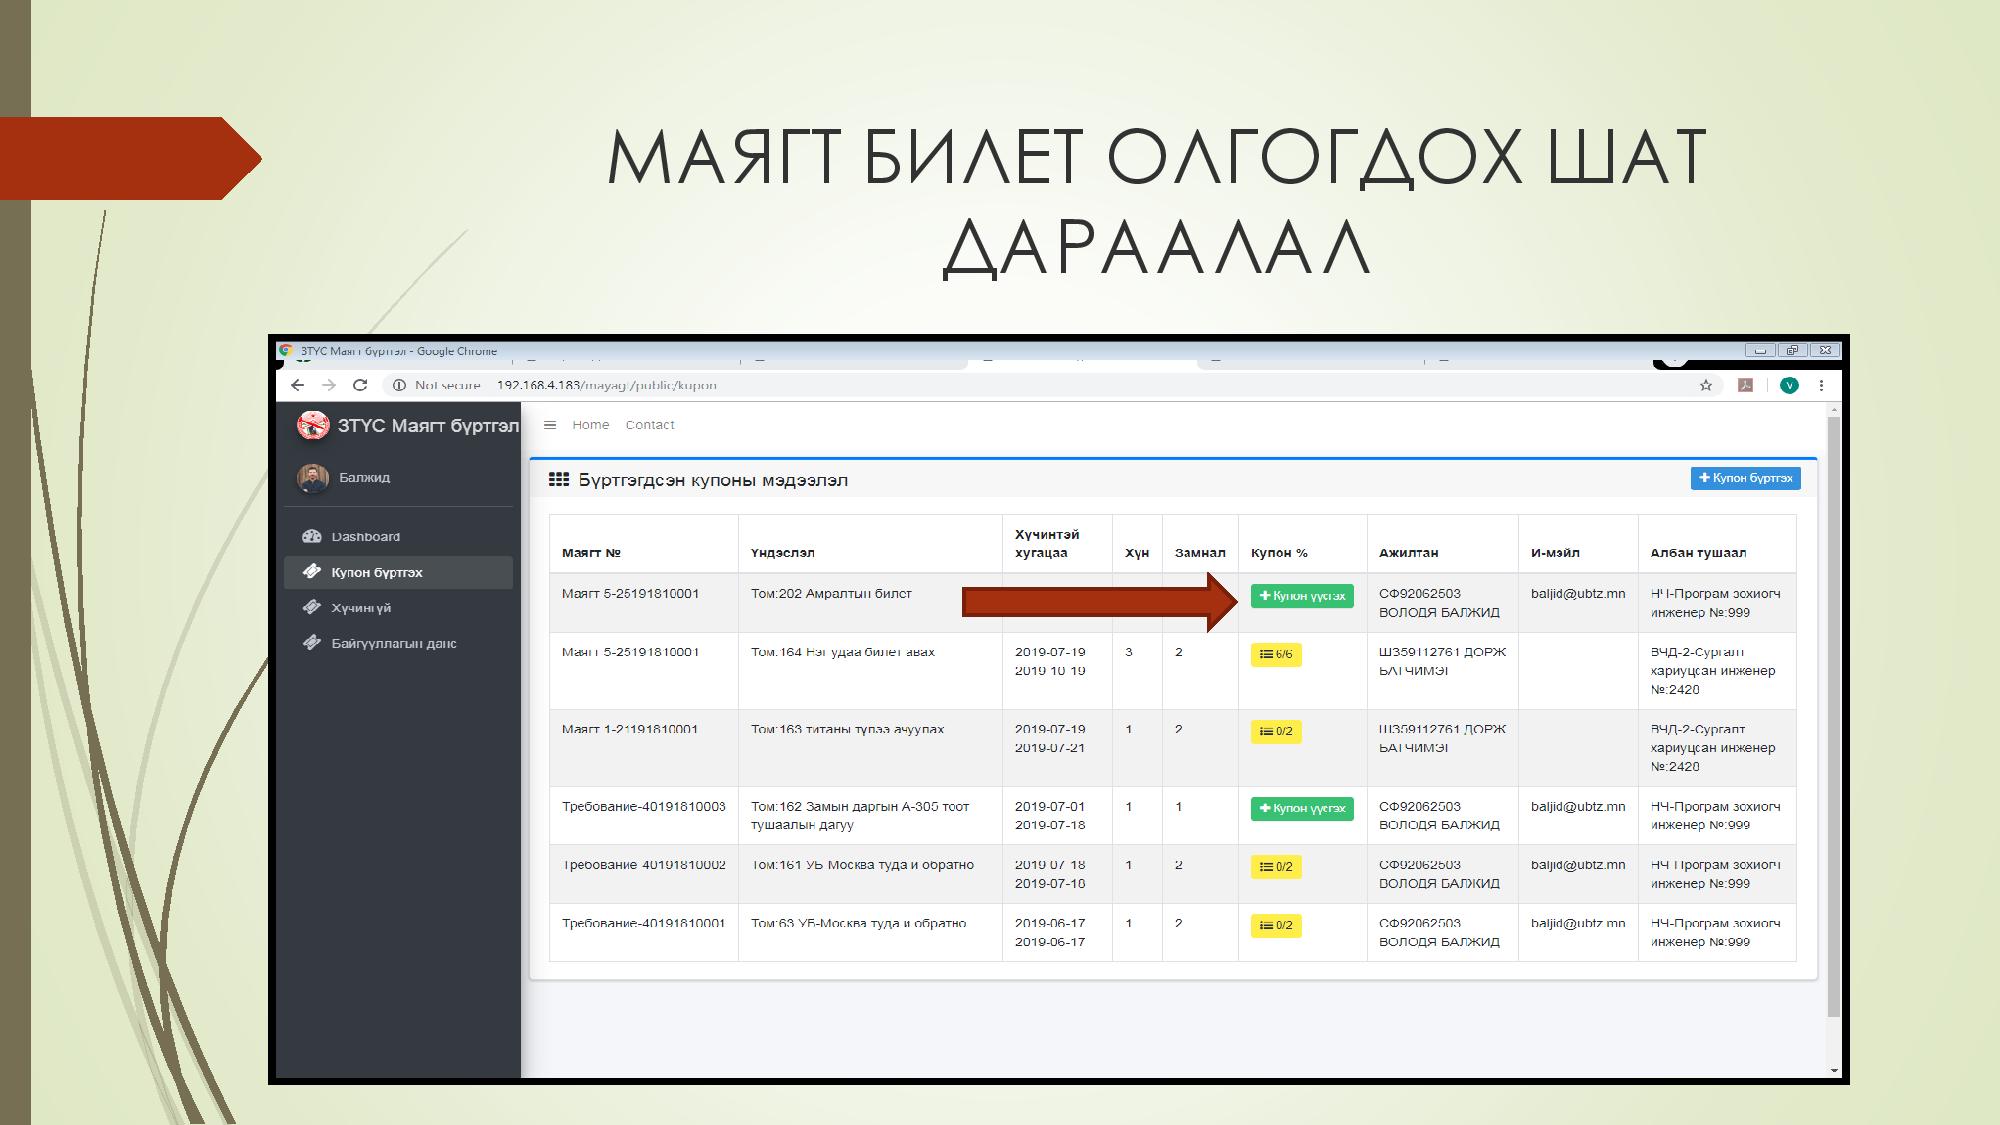 МАЯГТ БИЛЕТ ОЛГОГДОХ ШАТ
ДАРААЛАЛ
ЗТҮС Маягт бүртгэл - Google Chrome
Not secure 192.168.4.183/mayagt/public/kupon
V
ЗТҮС Маягт бүртгэл
Home Contact
Балжид
Dashboard
Купон бүртгэх
Хүчингүй
Байгууллагын данс
Бүртгэгдсэн купоны мэдээлэл
Купон бүртгэх
Маягт № Үндэслэл Хүчинтэй хугацаа Хүн Замнал Купон % Ажилтан И-мэйл Албан тушаал
Маягт 5-25191810001 Том:202 Амралтын билет Купон үүсгэх СФ92062503 baljid@ubtz.mn НЧ-Програм зохиогч
ВОЛОДЯ БАЛЖИД инженер №:999
Маягт 5-25191810001 Том:164 Нэг удаа билет авах 2019-07-19 3 2 6/6 ШЗ59112761 ДОРЖ ВЧД-2-Сургалт
2019-10-19 БАТЧИМЭГ хариуцсан инженер
№:2428
Маягт 1-21191810001 Том:163 титаны түлээ ачуулах 2019-07-19 1 2 0/2 ШЗ59112761 ДОРЖ ВЧД-2-Сургалт
2019-07-21 БАТЧИМЭГ хариуцсан инженер
№:2428
Требование-40191810003 Том:162 Замын даргын А-305 тоот 2019-07-01 1 1 Купон үүсгэх СФ92062503 baljid@ubtz.mn НЧ-Програм зохиогч
тушаалын дагуу 2019-07-18 ВОЛОДЯ БАЛЖИД инженер №:999
Требование-40191810002 Том:161 УБ-Москва туда и обратно 2019-07-18 1 2 0/2 СФ92062503 baljid@ubtz.mn НЧ-Програм зохиогч
2019-07-18 ВОЛОДЯ БАЛЖИД инженер №:999
Требование-40191810001 Том:63 УБ-Москва туда и обратно 2019-06-17 1 2 0/2 СФ92062503 baljid@ubtz.mn НЧ-Програм зохиогч
2019-06-17 ВОЛОДЯ БАЛЖИД инженер №:999